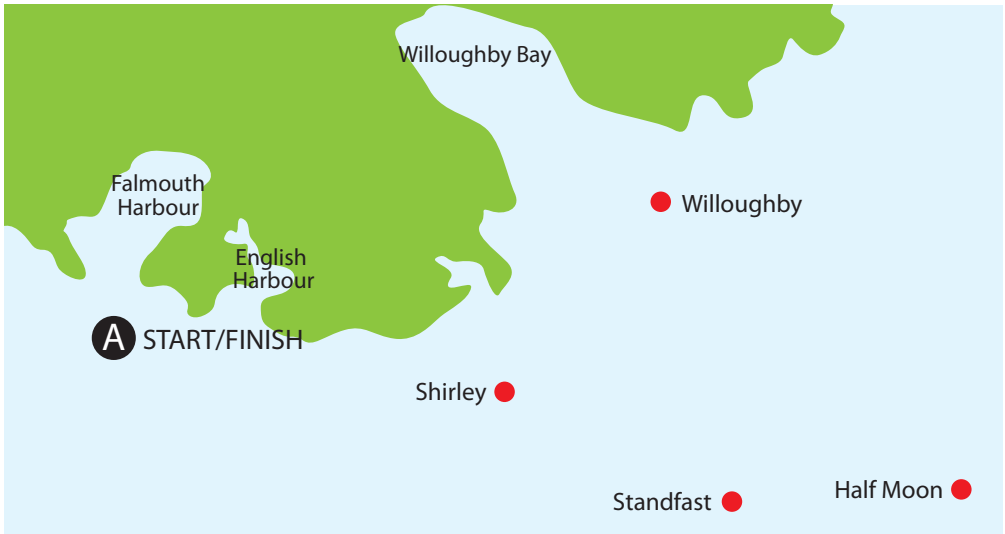 Willoughby Bay
Falmouth
Harbour
Willoughby
English
Harbour
A START/FINISH
Shirley
Half Moon
Standfast